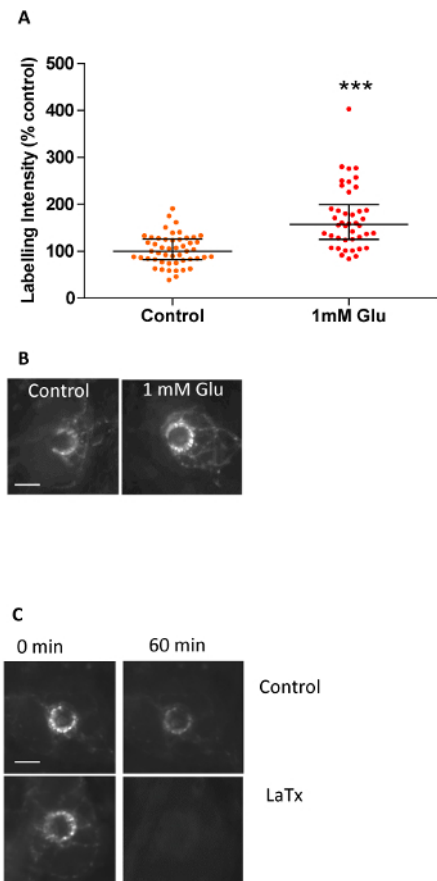 A
Labelling Intensity (% control)
500
400
300
200
100
0
***
Control
1mM Glu
B
Control
1 mM Glu
C
0 min
60 min
Control
LaTx